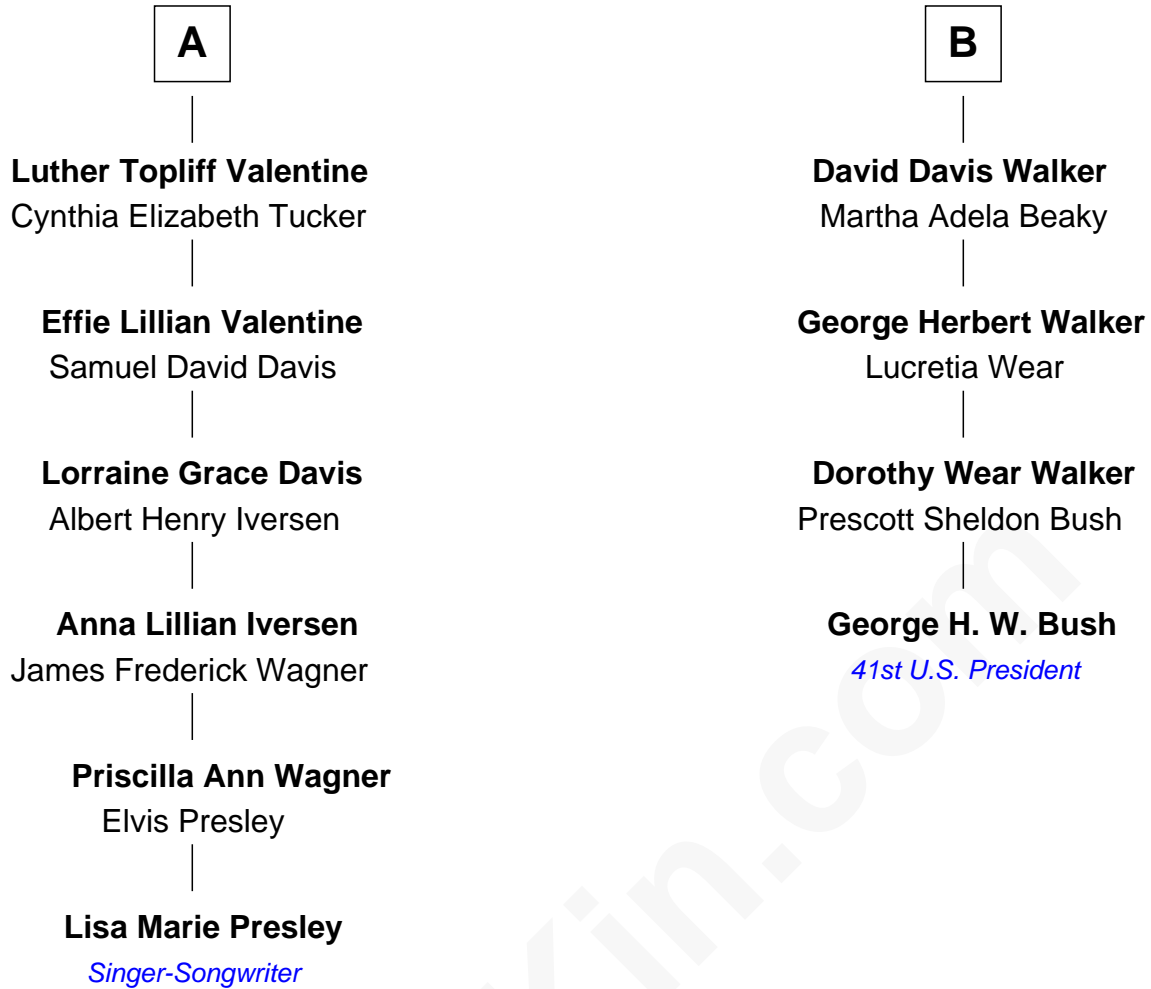 A
Luther Topliff Valentine
Cynthia Elizabeth Tucker
Effie Lillian Valentine
Samuel David Davis
Lorraine Grace Davis
Albert Henry Iversen
Anna Lillian Iversen
James Frederick Wagner
Priscilla Ann Wagner
Elvis Presley
Lisa Marie Presley
Singer-Songwriter
B
David Davis Walker
Martha Adela Beaky
George Herbert Walker
Lucretia Wear
Dorothy Wear Walker
Prescott Sheldon Bush
George H. W. Bush
41st U.S. President
Kin.com